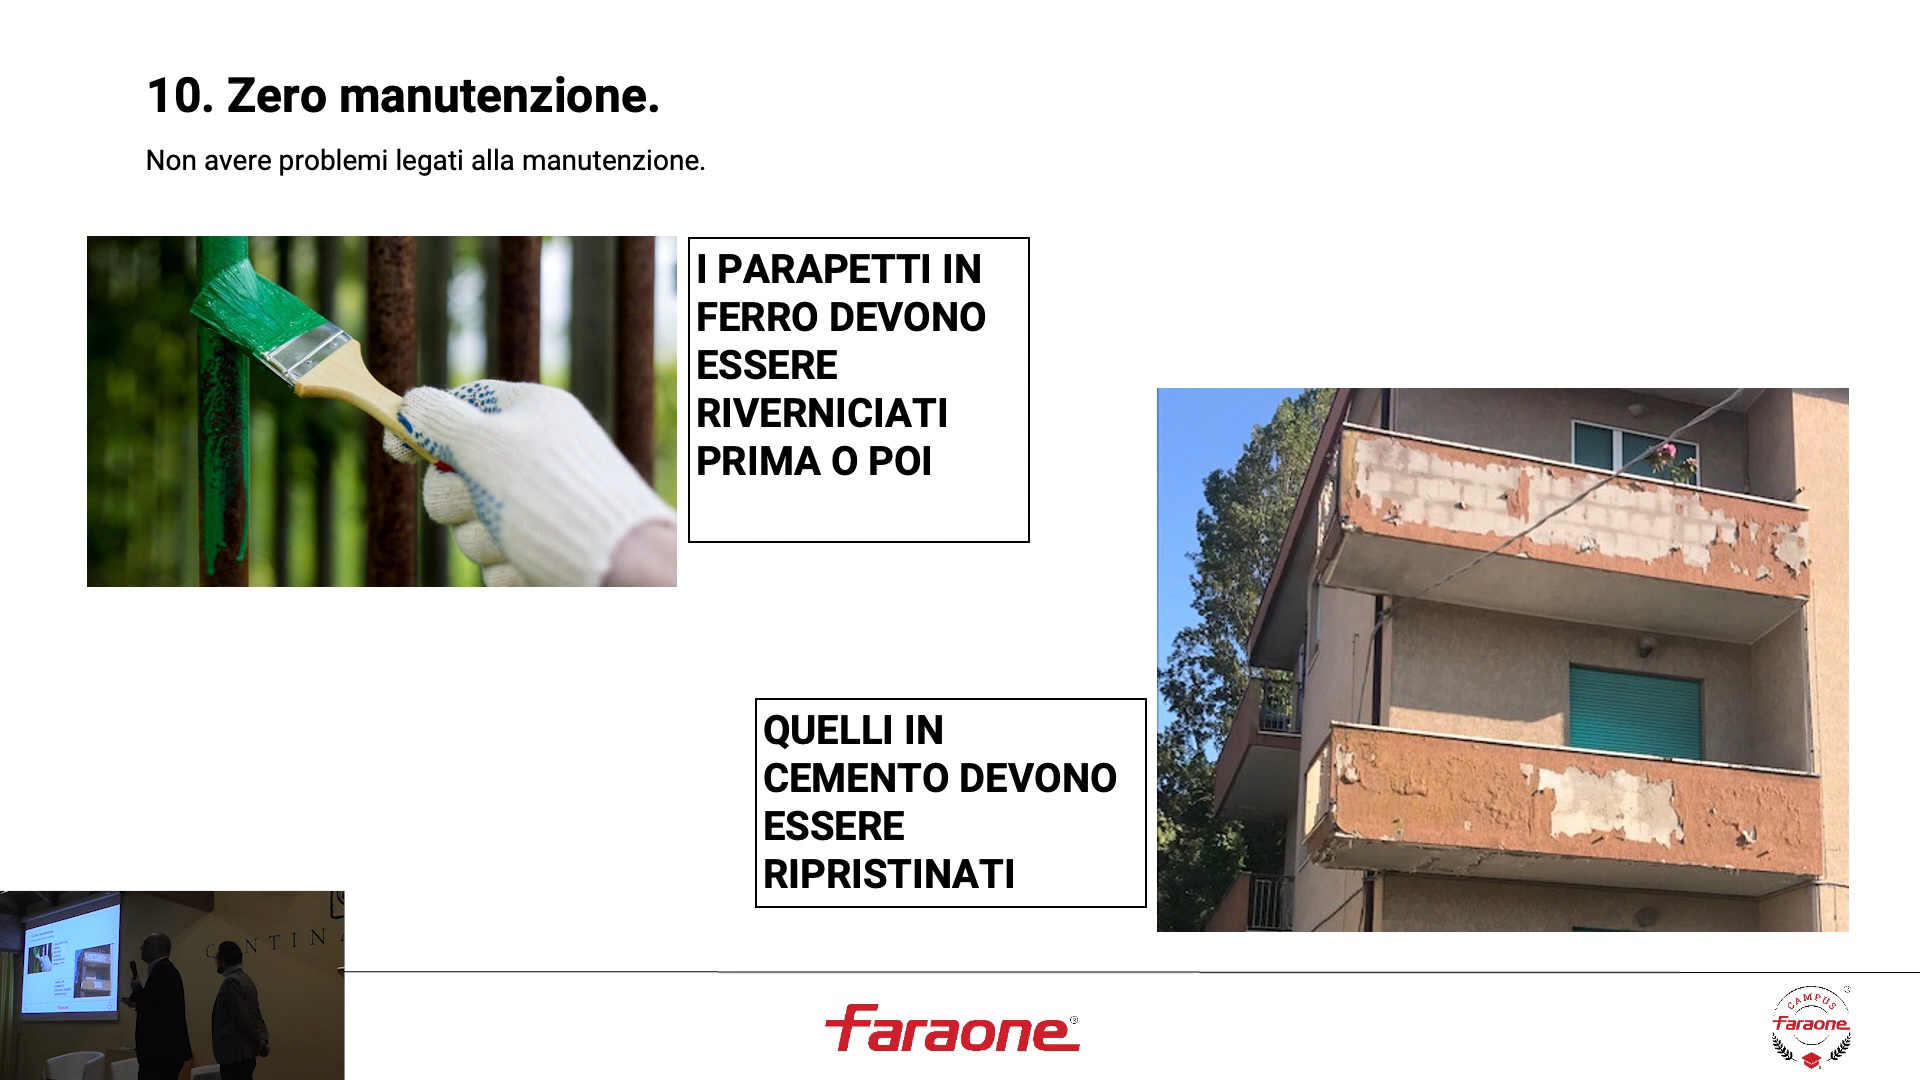 10. Zero manutenzione.
Non avere problemi legati alla manutenzione.
I PARAPETTI IN
FERRO DEVONO
ESSERE
RIVERNICIATI
PRIMA O POI
QUELLI IN
CEMENTO DEVONO
ESSERE
RIPRISTINATI
faraone®
CAMPUS
faraone